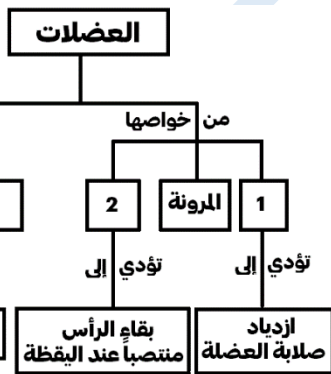 العضلات
من خواصها
1
المرونة
2
تؤدي إلى
تؤدي إلى
ازدياد
صلابة العضلة
بقاء الرأس
منتصباً عند اليقظة